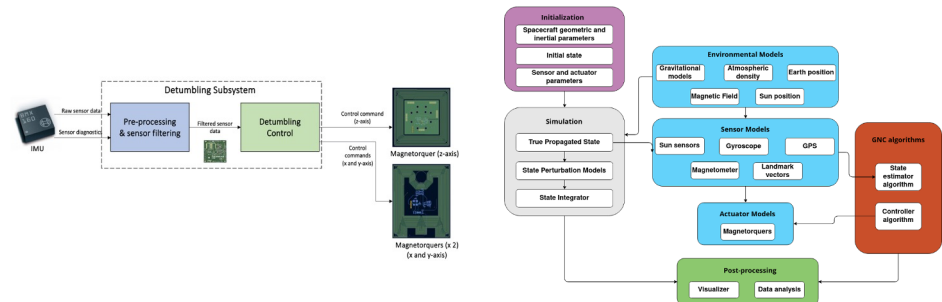 Detumbling Subsystem
Raw sensor data
Sensor diagnostics
IMU
Pre-processing
& sensor filtering
Filtered sensor
data
Detumbling
Control
Control command
(z-axis)
Magnetorquer (z-axis)
Control
commands
(x and y-axis)
Magnetorquers (x 2)
(x and y-axis)
Initialization
Spacecraft geometric and
inertial parameters
Initial state
Sensor and actuator
parameters
Simulation
True Propagated State
State Perturbation Models
State Integrator
Environmental Models
Gravitational
models
Atmospheric
density
Earth position
Magnetic Field
Sun position
Sensor Models
Sun sensors
Gyroscope
GPS
Magnetometer
Landmark
vectors
Actuator Models
Magnetorquers
GNC algorithms
State
estimator
algorithm
Controller
algorithm
Post-processing
Visualizer
Data analysis